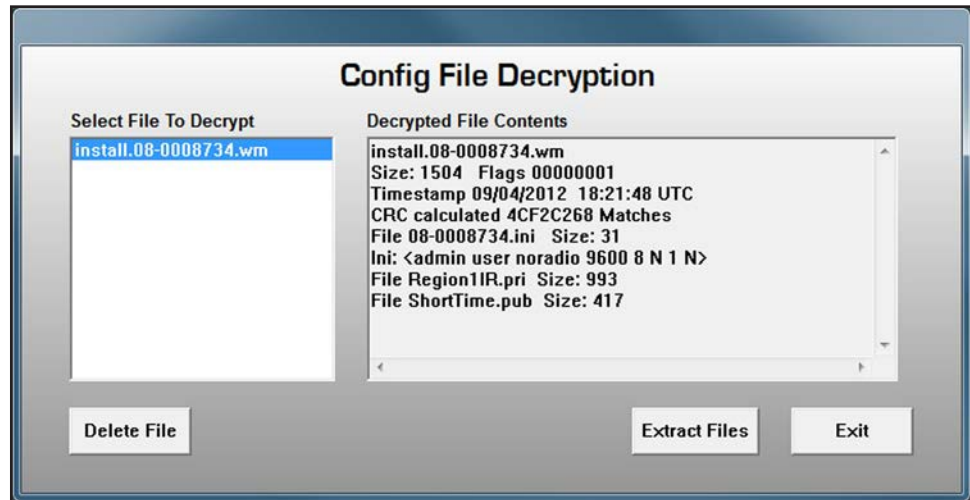 Config File Decryption
Select File To Decrypt
install.08-0008734.wm
Decrypted File Contents
install.08-0008734.wm
Size: 1504 Flags 00000001
Timestamp 09/04/2012 18:21:48 UTC
CRC calculated 4CF2C268 Matches
File 08-0008734.ini Size: 31
Ini: <admin user noradio 9600 8 N 1 N>
File Region1IR.pri Size: 993
File ShortTime.pub Size: 417
Delete File
Extract Files
Exit